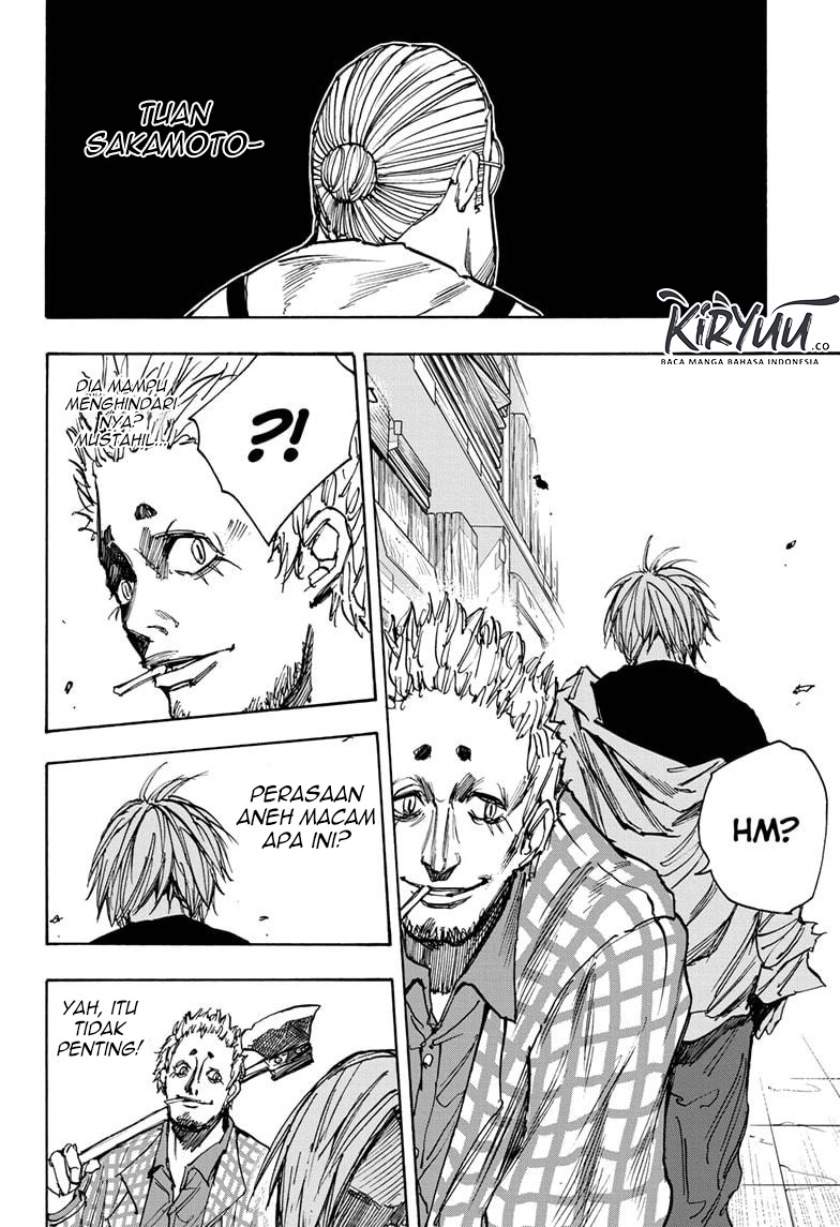 TUAN
SAKAMOTO-
KIRYUU.CO
BACA MANGA BAHASA INDONESIA
HM?
?!
DIA MAMPU
MENGHINDARI
NYA?
MUSTAHIL...
PERASAAN
ANEH MACAM
APA INI?
YAH, ITU
TIDAK
PENTING!